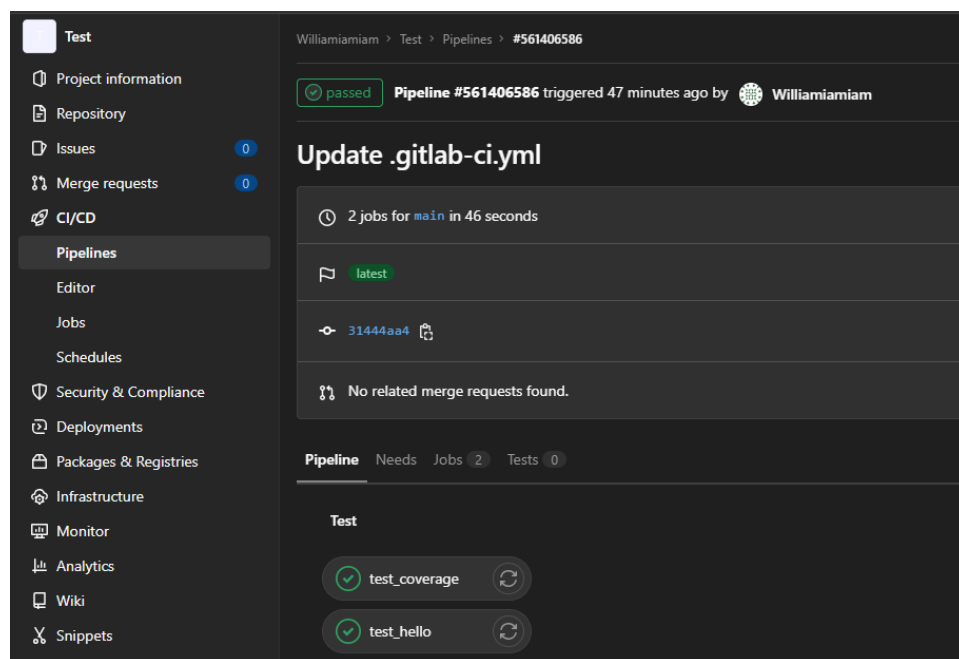 Test
Project information
Repository
Issues 0
Merge requests 0
CI/CD
Pipelines
Editor
Jobs
Schedules
Security & Compliance
Deployments
Packages & Registries
Infrastructure
Monitor
Analytics
Wiki
Snippets
Williamiamiam > Test > Pipelines > #561406586
passed Pipeline #561406586 triggered 47 minutes ago by Williamiamiam
Update .gitlab-ci.yml
2 jobs for main in 46 seconds
latest
31444aa4
No related merge requests found.
Pipeline Needs Jobs 2 Tests 0
Test
test_coverage
test_hello